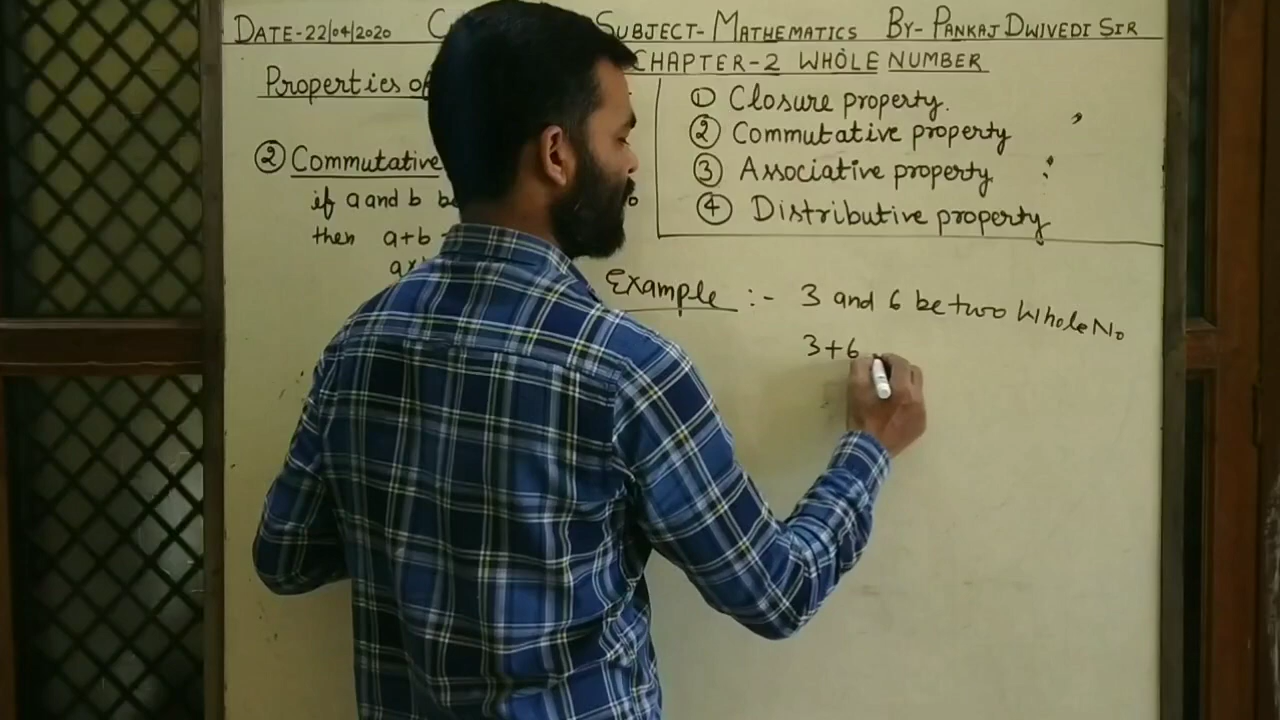 DATE-22/04/2020 SUBJECT- MATHEMATICS BY- PANKAJ DWIVEDI SIR
CHAPTER-2 WHOLE NUMBER
Properties of
① Closure property.
② Commutative property
③ Associative property
④ Distributive property
② Commutative
if a and b
then a+b
Example :- 3 and 6 be two Whole No
3+6